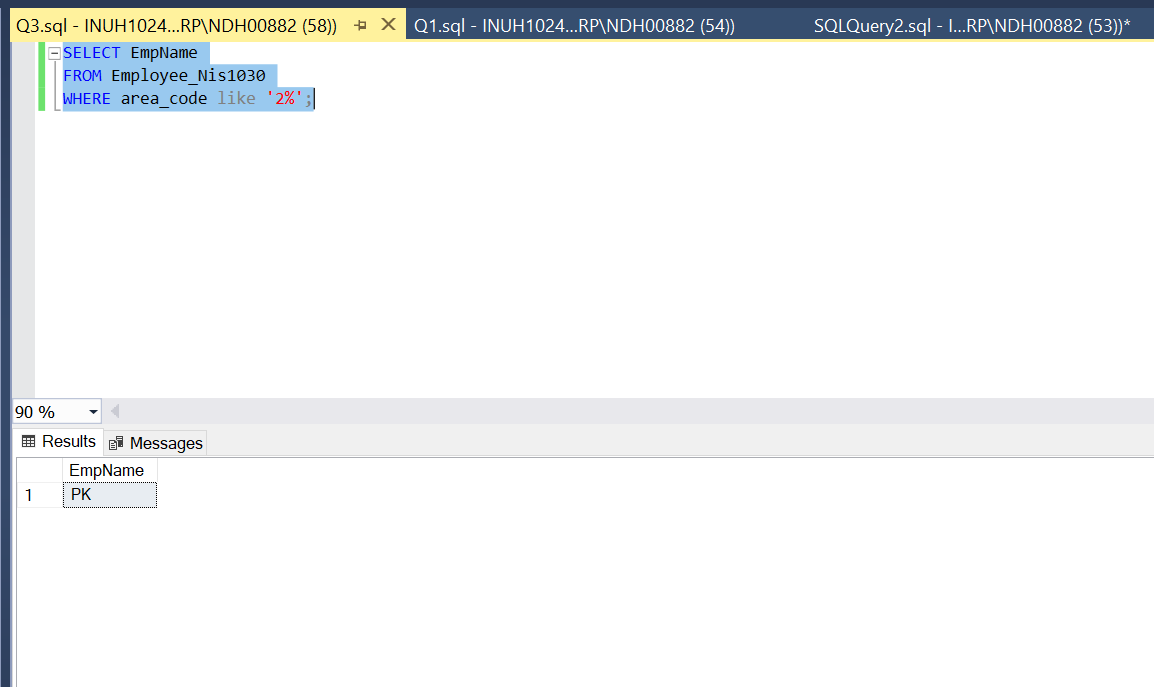 Q3.sql - INUH1024...RP\NDH00882 (58))
Q1.sql - INUH1024...RP\NDH00882 (54))
SQLQuery2.sql - I...RP\NDH00882 (53))*
SELECT EmpName
FROM Employee_Nis1030
WHERE area_code like '2%';
90 %
Results
Messages
EmpName
1
PK